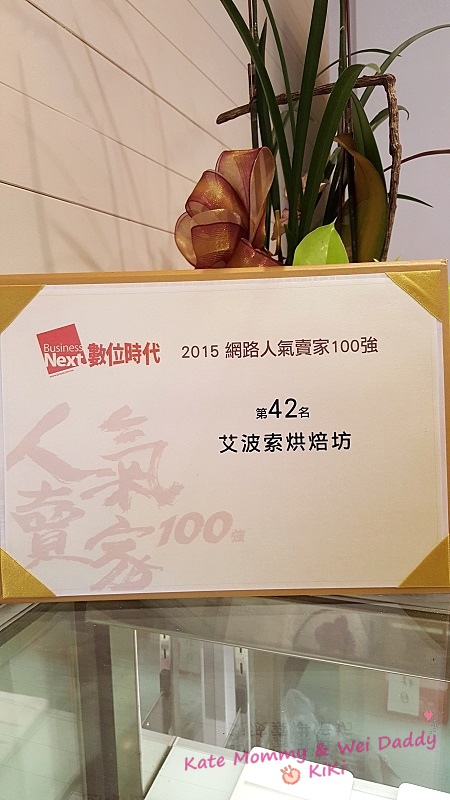 Business
Next 數位時代
2015 網路人氣賣家100強
第42名
艾波索烘焙坊
人氣
賣家100強
Kate Mommy & Wei Daddy
KiKi